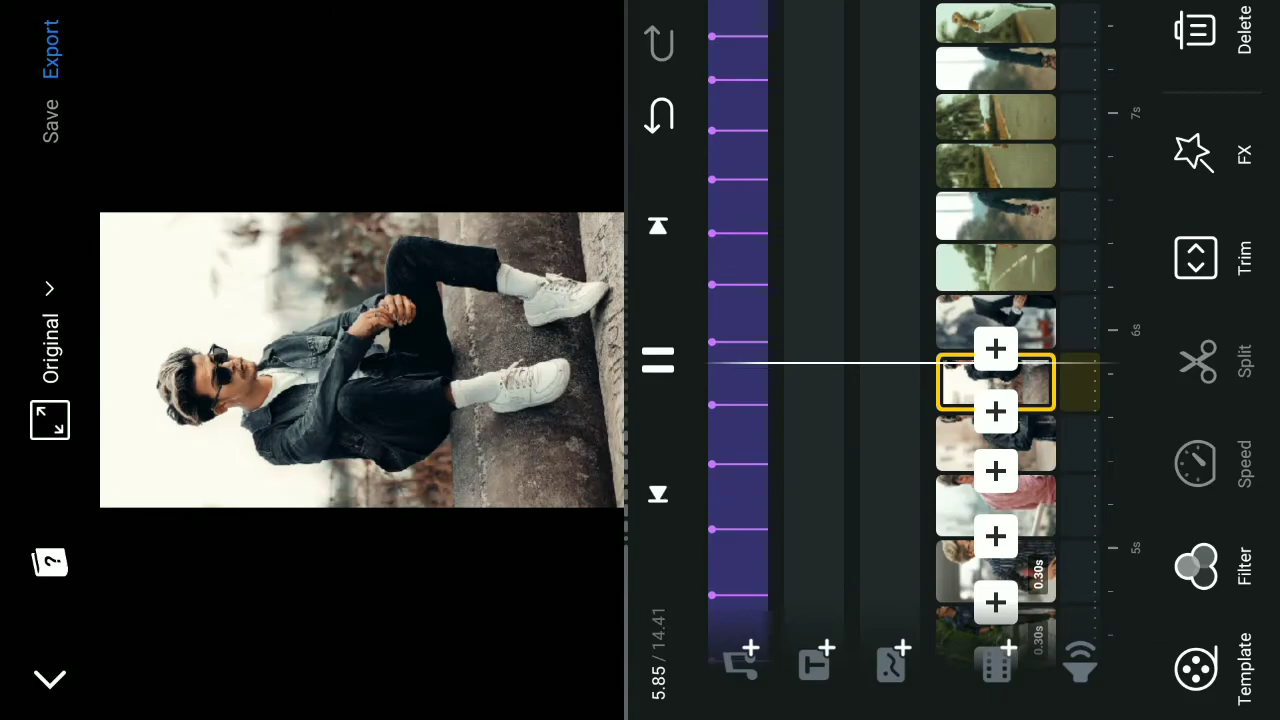 Original
Save
Export
5.85 / 14.41
5s
6s
7s
0.30s
0.30s
Template
Filter
Speed
Split
Trim
FX
Delete